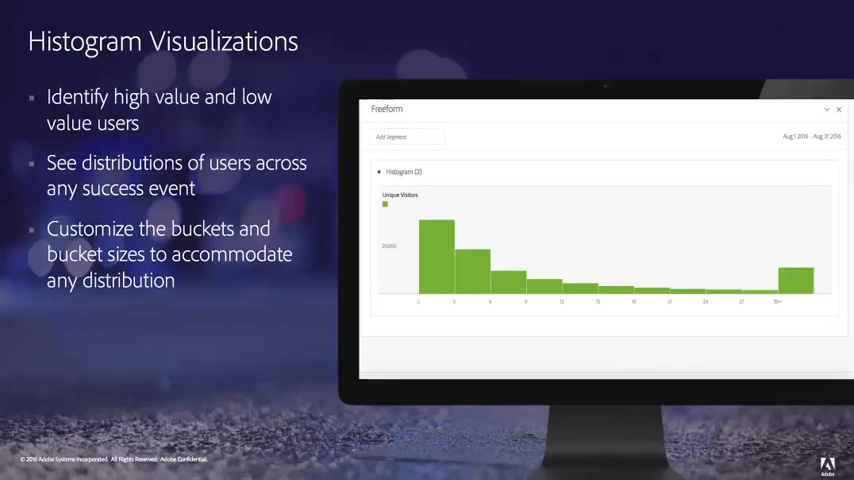 Histogram Visualizations
Identify high value and low
value users
See distributions of users across
any success event
Customize the buckets and
bucket sizes to accommodate
any distribution
Freeform
Add Segment
Aug 1 2016 - Aug 31 2016
Histogram (2)
Unique Visitors
20,000
0 3 6 9 12 15 18 21 24 27 30+
© 2016 Adobe Systems Incorporated. All Rights Reserved. Adobe Confidential.
Adobe